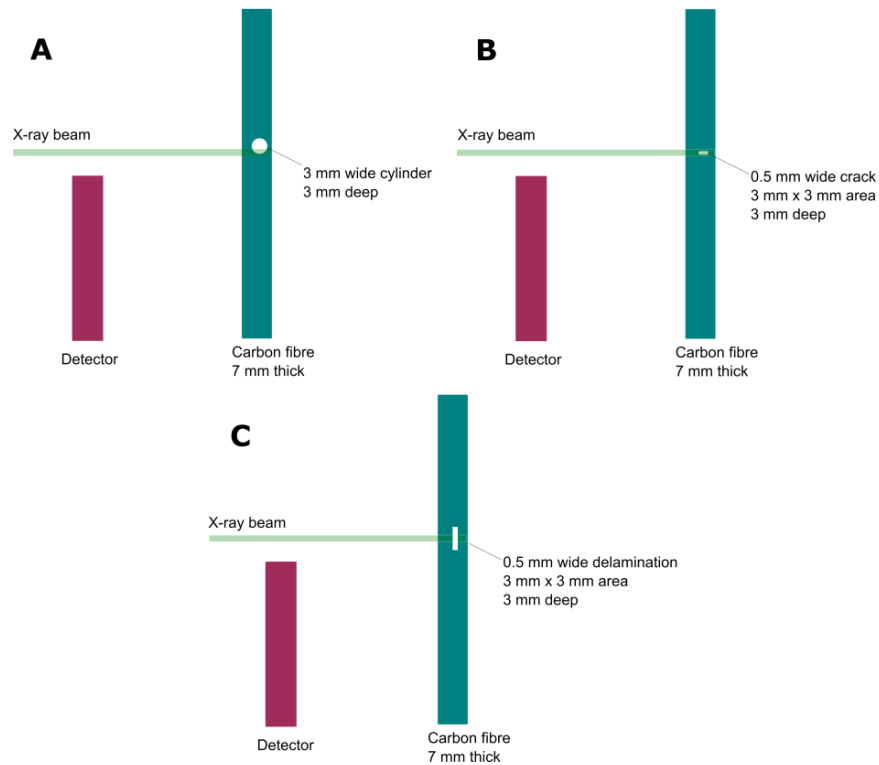 A
X-ray beam
3 mm wide cylinder
3 mm deep
Detector
Carbon fibre
7 mm thick
B
X-ray beam
0.5 mm wide crack
3 mm x 3 mm area
3 mm deep
Detector
Carbon fibre
7 mm thick
C
X-ray beam
0.5 mm wide delamination
3 mm x 3 mm area
3 mm deep
Detector
Carbon fibre
7 mm thick